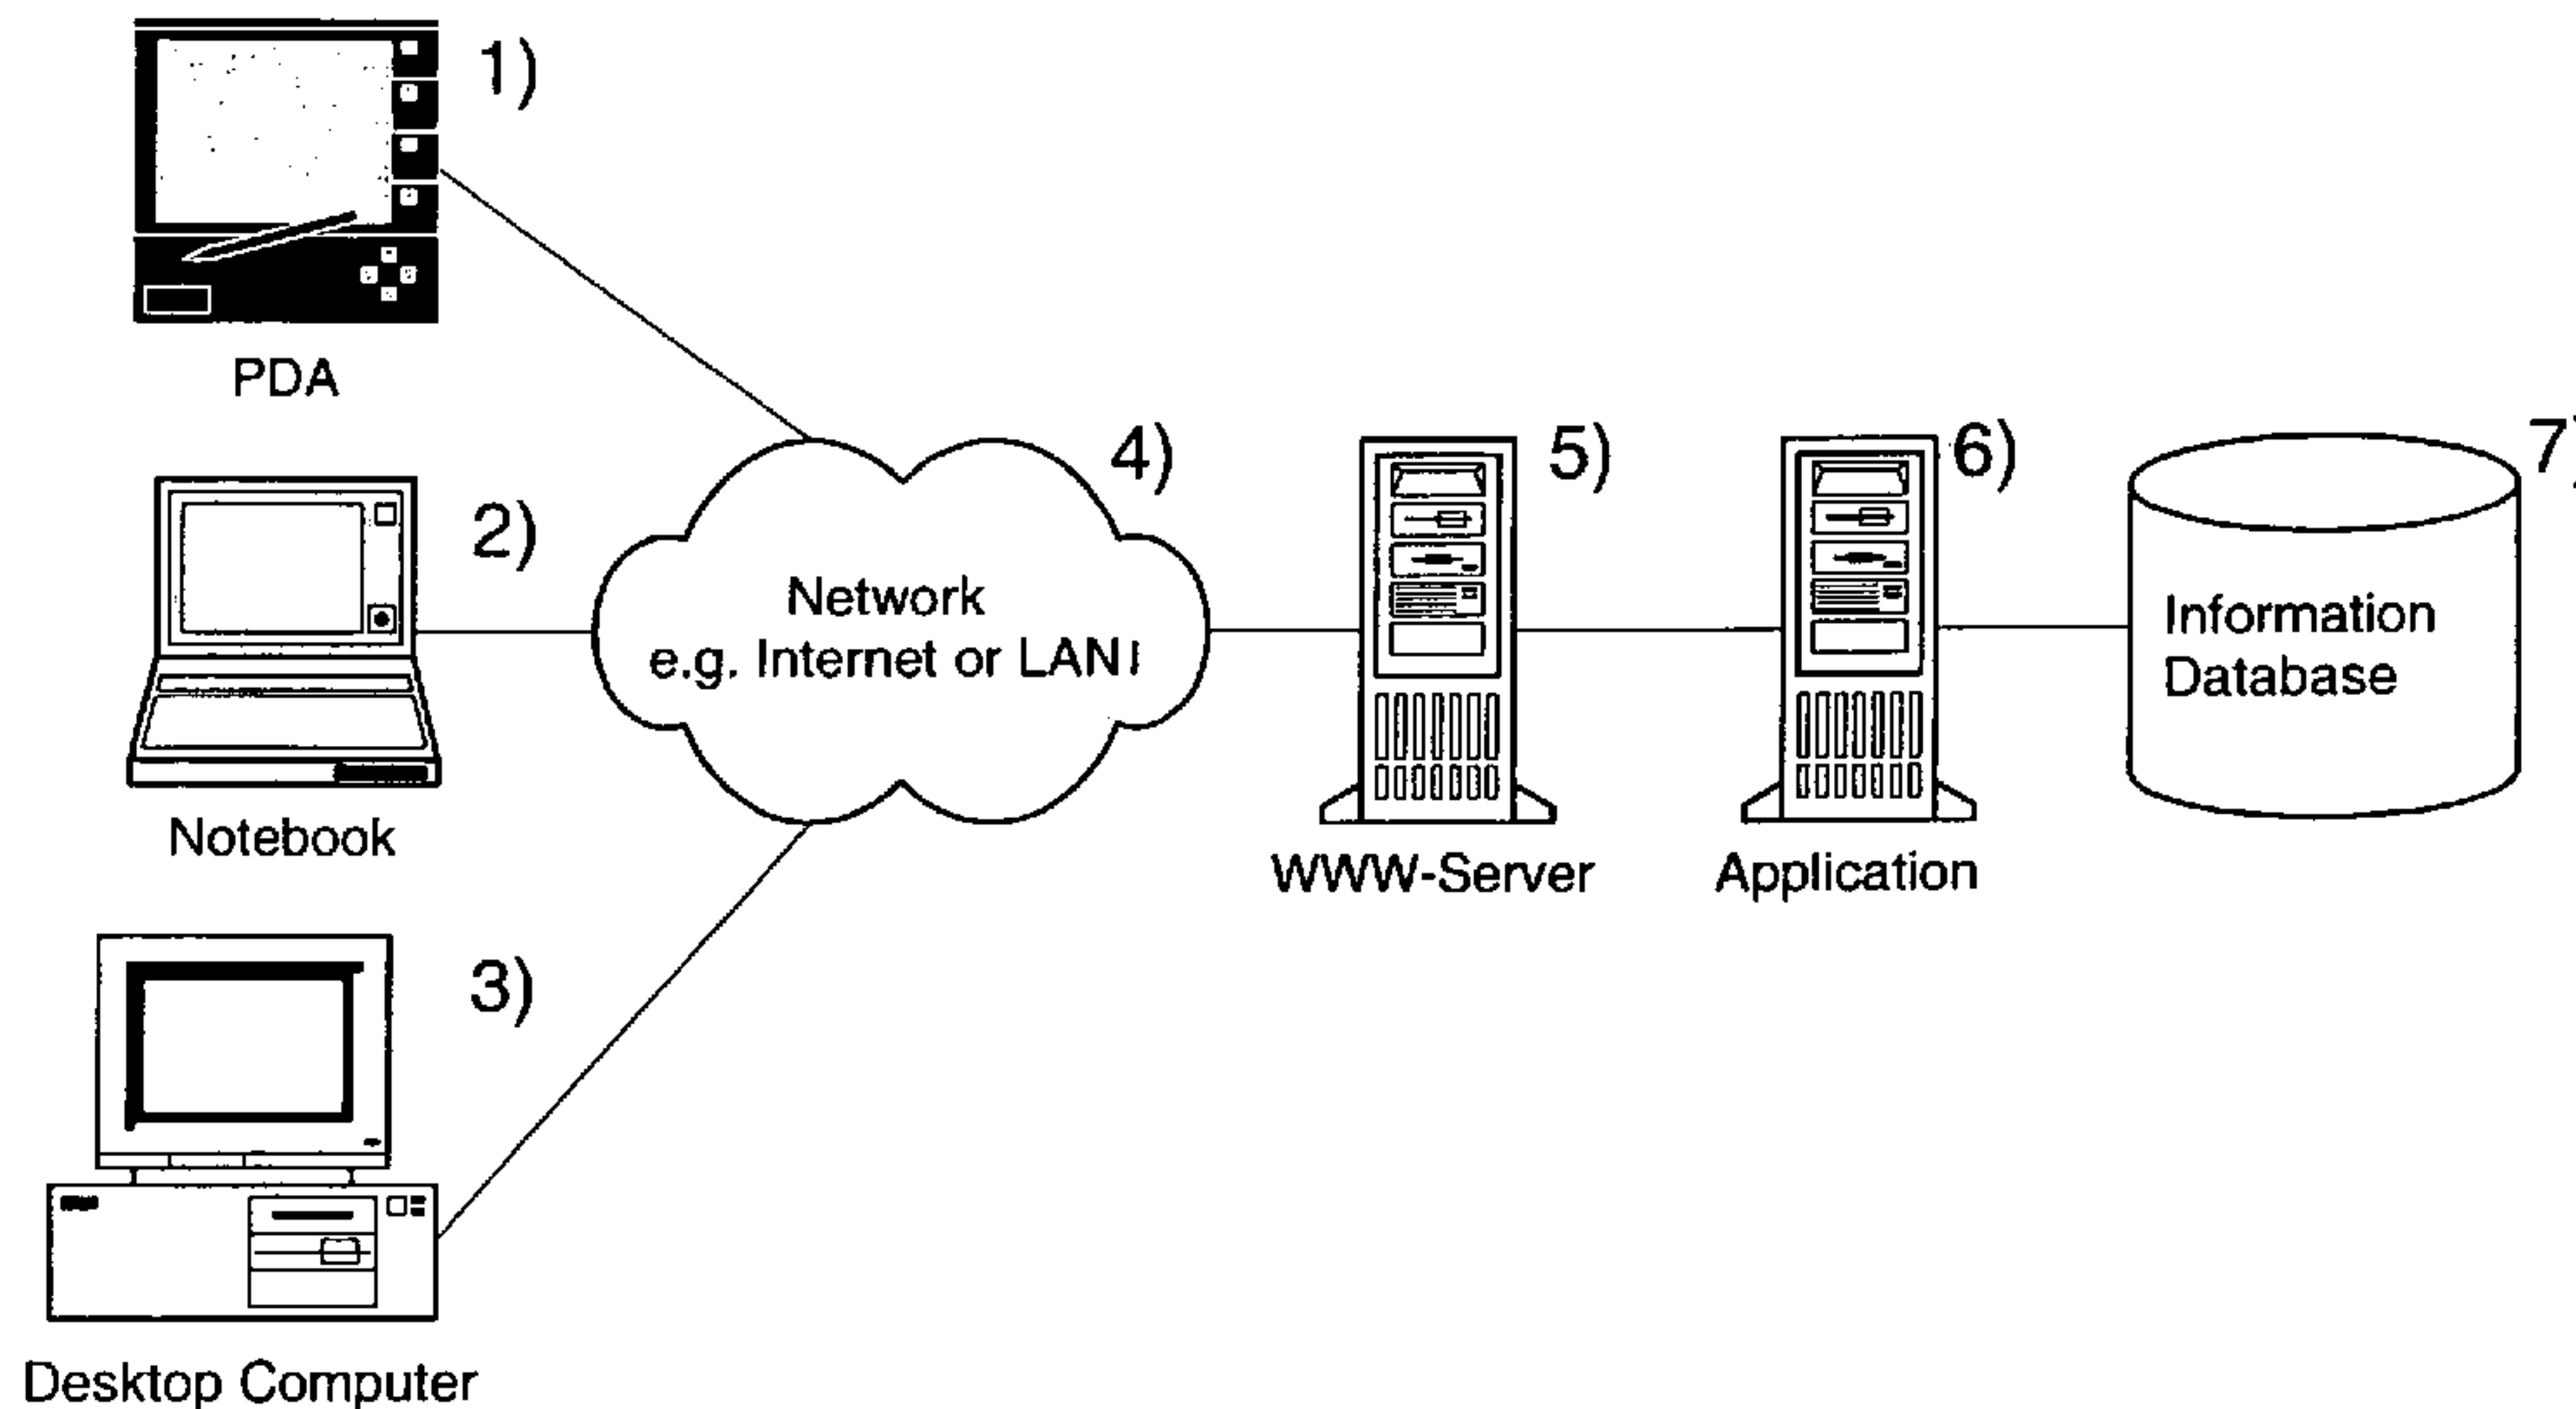 1)
PDA
2)
Notebook
3)
Desktop Computer
4)
Network
e.g. Internet or LAN
5)
WWW-Server
6)
Application
7)
Information
Database